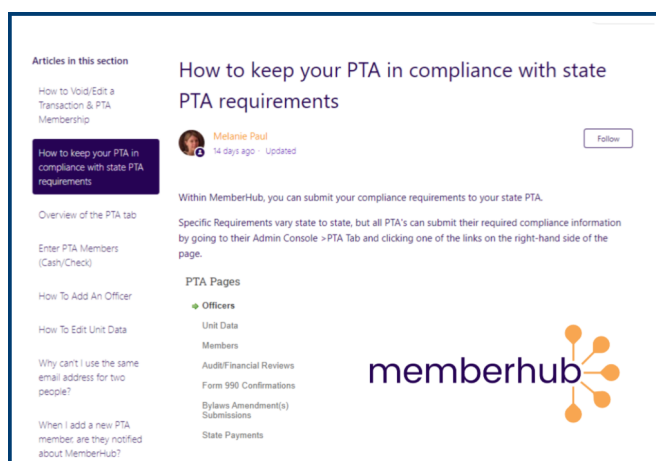 Articles in this section
How to Void/Edit a
Transaction & PTA
Membership
How to keep your PTA in
compliance with state PTA
requirements
Overview of the PTA tab
Enter PTA Members
(Cash/Check)
How To Add An Officer
How To Edit Unit Data
Why can't I use the same
email address for two
people?
When I add a new PTA
member, are they notified
about MemberHub?
How to keep your PTA in compliance with state
PTA requirements
Melanie Paul
14 days ago · Updated
Follow
Within MemberHub, you can submit your compliance requirements to your state PTA.
Specific Requirements vary state to state, but all PTA's can submit their required compliance information
by going to their Admin Console >PTA Tab and clicking one of the links on the right-hand side of the
page.
PTA Pages
Officers
Unit Data
Members
Audit/Financial Reviews
Form 990 Confirmations
Bylaws Amendment(s)
Submissions
State Payments
memberhub